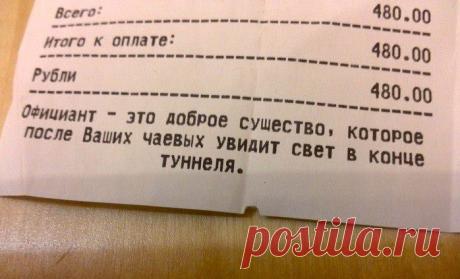 Всего: 480.00
Итого к оплате: 480.00
Рубли 480.00
Официант - это доброе существо, которое
после Ваших чаевых увидит свет в конце
туннеля.
postila.ru